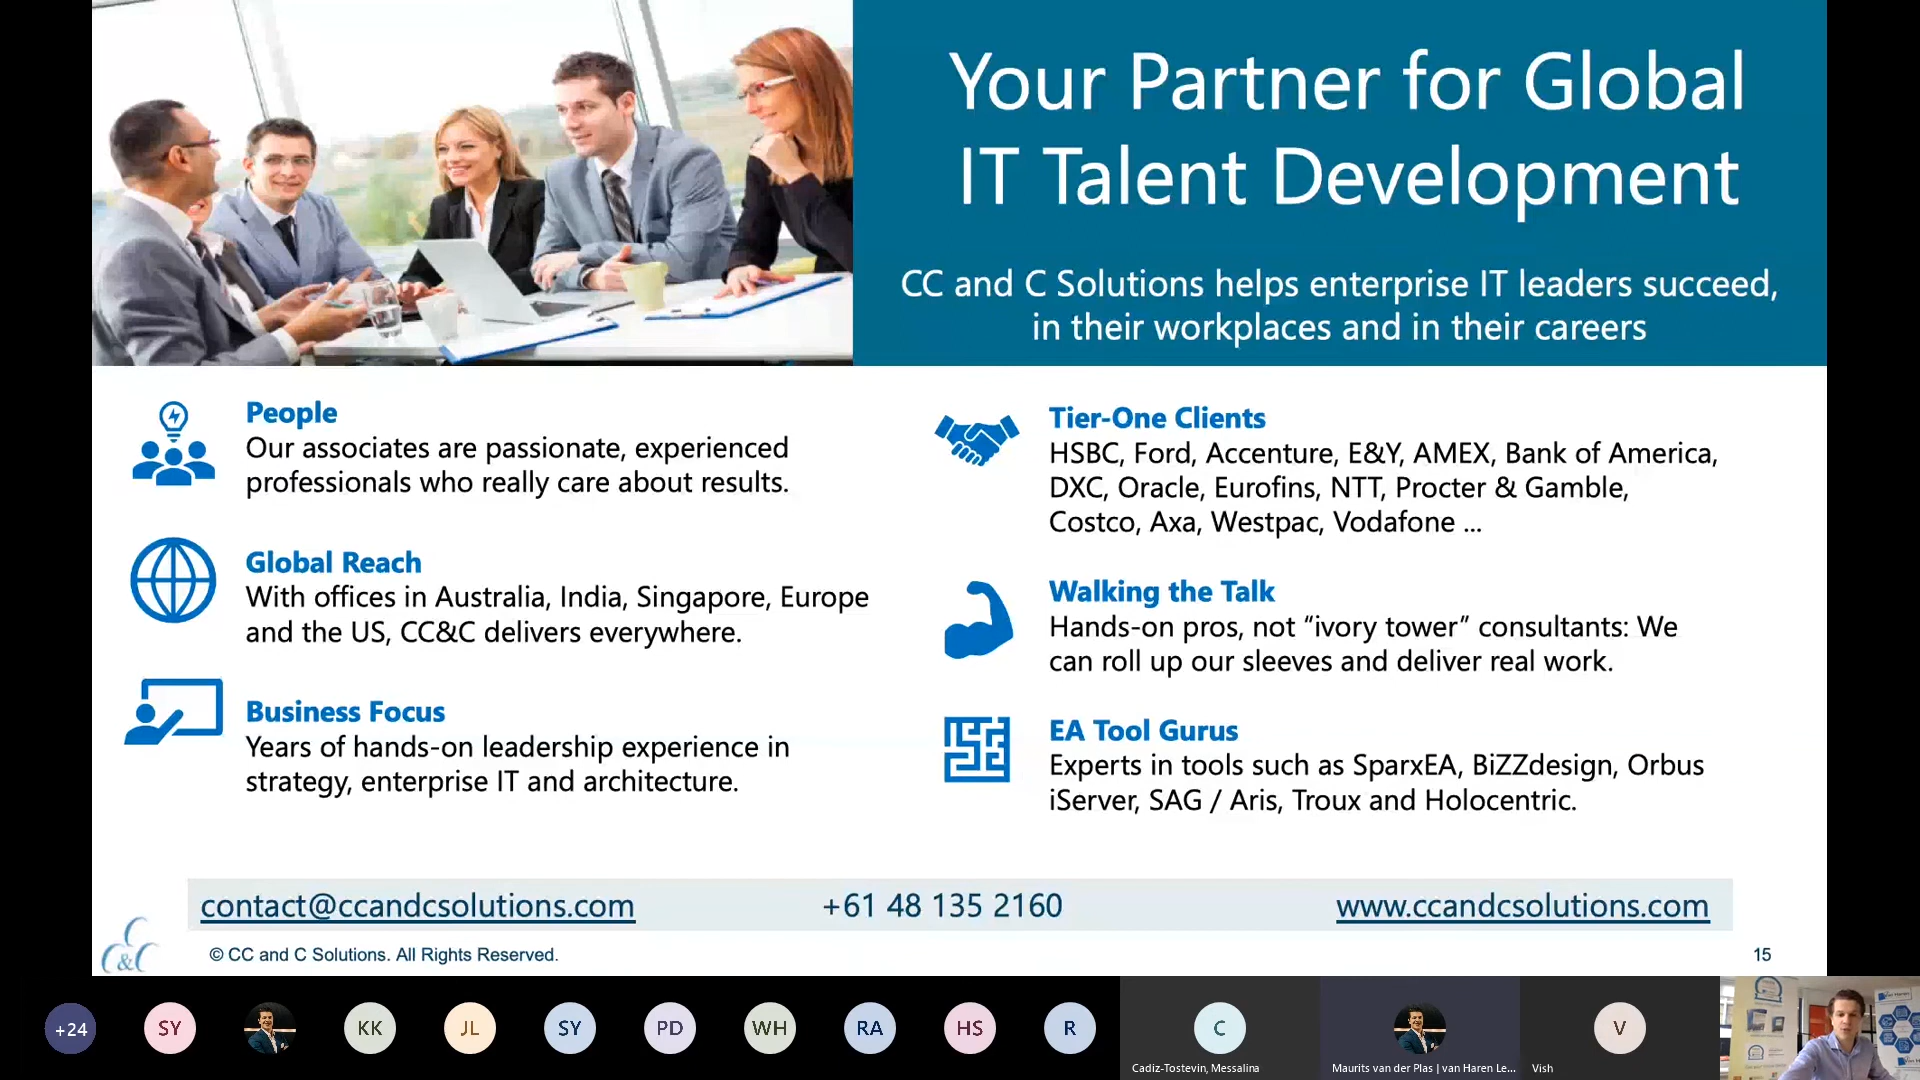 Your Partner for Global
IT Talent Development
CC and C Solutions helps enterprise IT leaders succeed,
in their workplaces and in their careers
People
Our associates are passionate, experienced
professionals who really care about results.
Global Reach
With offices in Australia, India, Singapore, Europe
and the US, CC&C delivers everywhere.
Business Focus
Years of hands-on leadership experience in
strategy, enterprise IT and architecture.
Tier-One Clients
HSBC, Ford, Accenture, E&Y, AMEX, Bank of America,
DXC, Oracle, Eurofins, NTT, Procter & Gamble,
Costco, Axa, Westpac, Vodafone ...
Walking the Talk
Hands-on pros, not “ivory tower” consultants: We
can roll up our sleeves and deliver real work.
EA Tool Gurus
Experts in tools such as SparxEA, BiZZdesign, Orbus
iServer, SAG / Aris, Troux and Holocentric.
contact@ccandcsolutions.com +61 48 135 2160 www.ccandcsolutions.com
C C&C
© CC and C Solutions. All Rights Reserved. 15
+24 SY KK JL SY PD WH RA HS R C V
Cadiz-Tostevin, Messalina Maurits van der Plas | van Haren Le... Vish